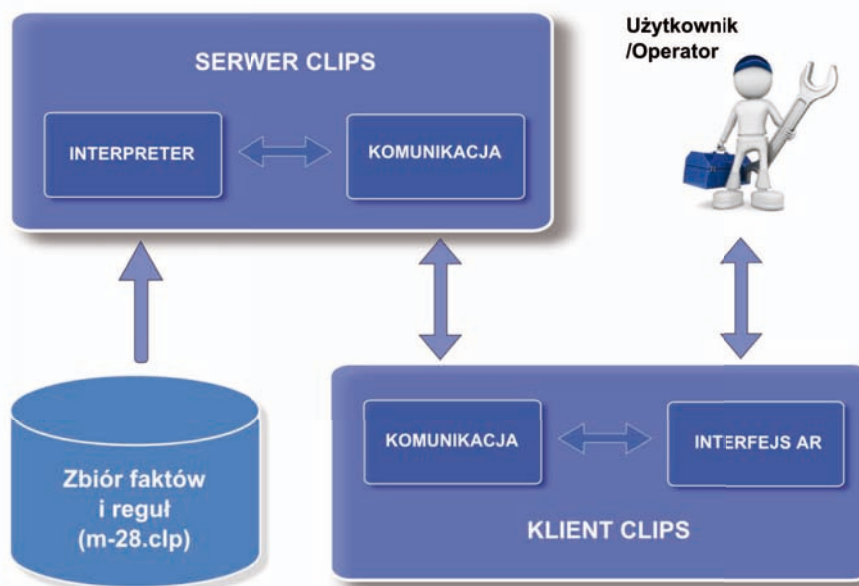 SERWER CLIPS
INTERPRETER
KOMUNIKACJA
Użytkownik
/Operator
Zbiór faktów
i reguł
(m-28.clp)
KOMUNIKACJA
INTERFEJS AR
KLIENT CLIPS